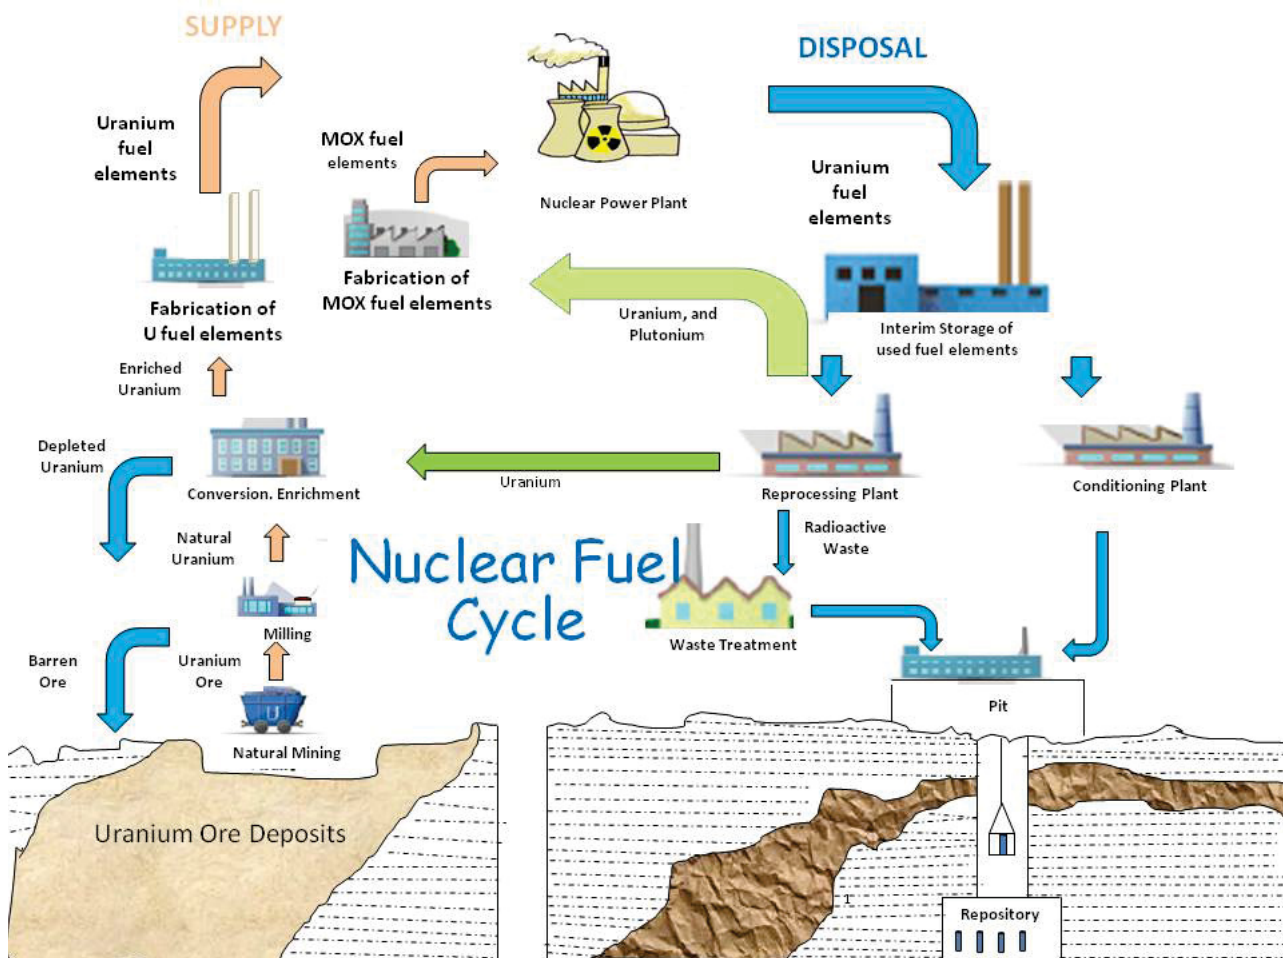 SUPPLY
DISPOSAL
Uranium
fuel
elements
MOX fuel
elements
Nuclear Power Plant
Uranium
fuel
elements
Fabrication of
U fuel elements
Fabrication of
MOX fuel elements
Uranium, and
Plutonium
Interim Storage of
used fuel elements
Enriched
Uranium
Depleted
Uranium
Conversion. Enrichment
Uranium
Reprocessing Plant
Conditioning Plant
Natural
Uranium
Radioactive
Waste
Nuclear Fuel
Cycle
Milling
Waste Treatment
Barren
Ore
Uranium
Ore
U
Natural Mining
Pit
Uranium Ore Deposits
1
Repository